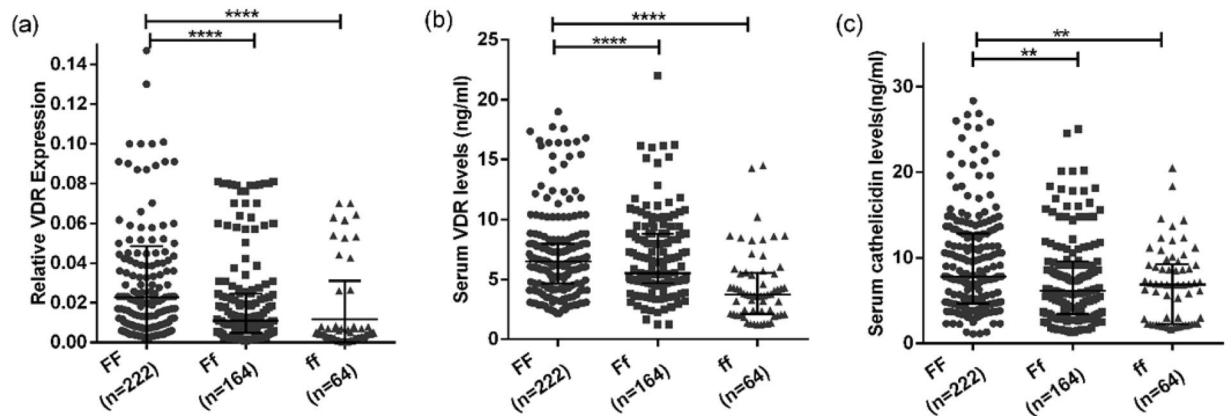 (a)
****
****
Relative VDR Expression
0.14
0.12
0.10
0.08
0.06
0.04
0.02
0.00
FF
(n=222)
Ff
(n=164)
ff
(n=64)
(b)
****
****
Serum VDR levels (ng/ml)
25
20
15
10
5
0
FF
(n=222)
Ff
(n=164)
ff
(n=64)
(c)
**
**
Serum cathelicidin levels(ng/ml)
30
20
10
0
FF
(n=222)
Ff
(n=164)
ff
(n=64)